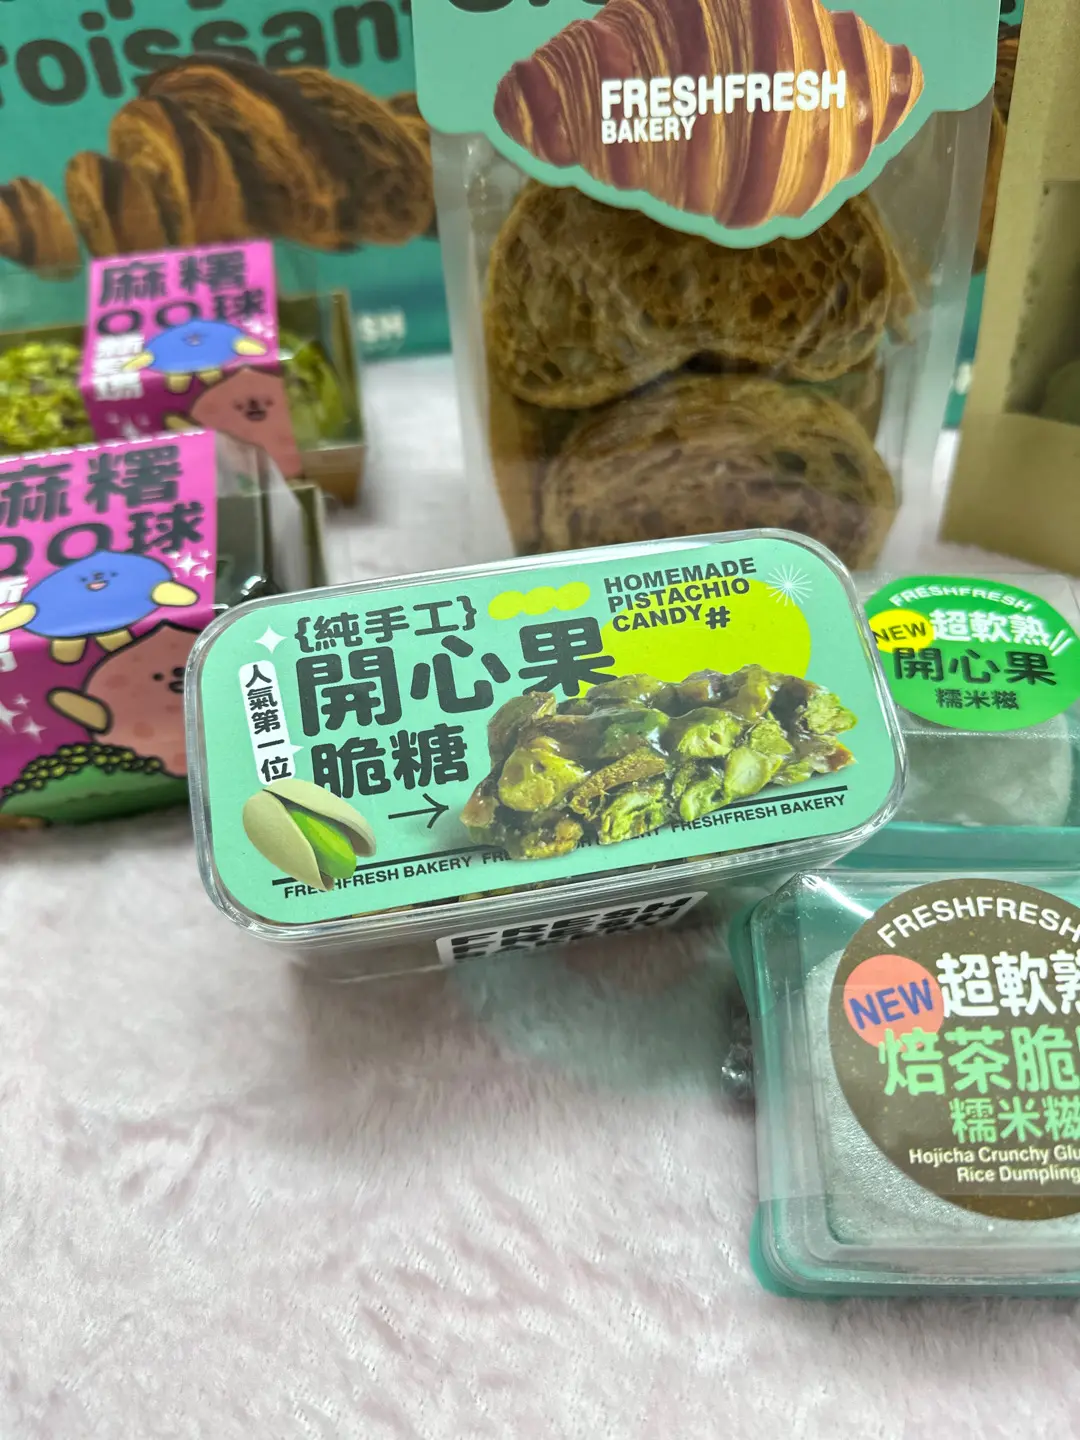 roissant
FRESHFRESH
BAKERY
麻糬
QQ球
麻糬
QQ球
SH
{純手工}
開心果
脆糖
人氣第一位
HOMEMADE
PISTACHIO
CANDY#
FRESHFRESH BAKERY
FRESHFRESH BAKERY
FRESH
FRESHFRESH
NEW
超軟熟
開心果
糯米糍
FRESHFRESH
NEW
超軟熟
焙茶脆
糯米糍
Hojicha Crunchy Glu
Rice Dumpling